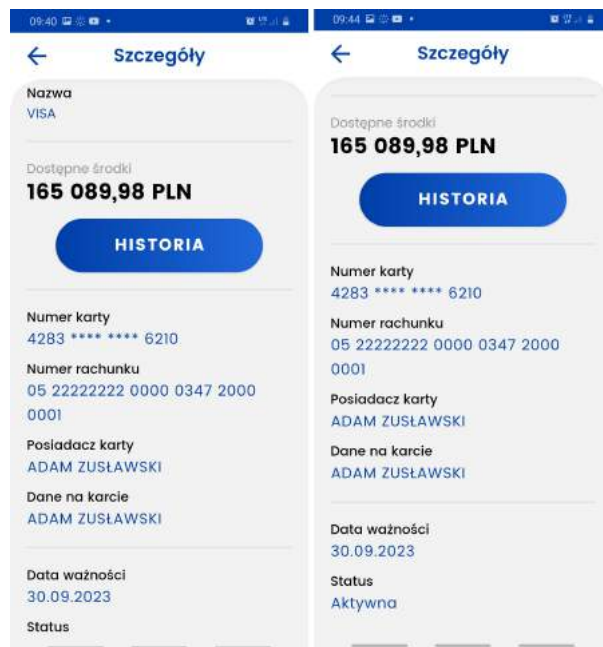 09:40
Szczegóły
Nazwa
VISA
Dostępne środki
165 089,98 PLN
HISTORIA
Numer karty
4283 **** **** 6210
Numer rachunku
05 22222222 0000 0347 2000
0001
Posiadacz karty
ADAM ZUSŁAWSKI
Dane na karcie
ADAM ZUSŁAWSKI
Data ważności
30.09.2023
Status
09:44
Szczegóły
Dostępne środki
165 089,98 PLN
HISTORIA
Numer karty
4283 **** **** 6210
Numer rachunku
05 22222222 0000 0347 2000
0001
Posiadacz karty
ADAM ZUSŁAWSKI
Dane na karcie
ADAM ZUSŁAWSKI
Data ważności
30.09.2023
Status
Aktywna